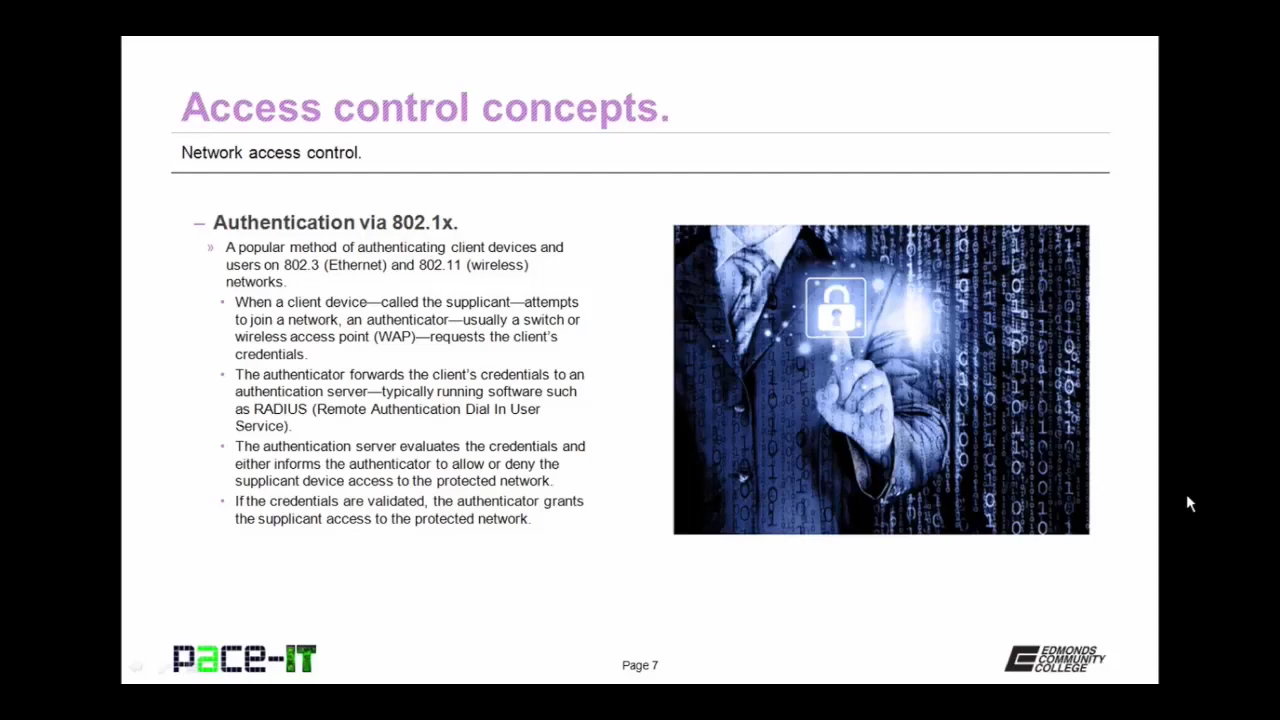 Access control concepts.
Network access control.
– Authentication via 802.1x.
» A popular method of authenticating client devices and
users on 802.3 (Ethernet) and 802.11 (wireless)
networks.
• When a client device—called the supplicant—attempts
to join a network, an authenticator—usually a switch or
wireless access point (WAP)—requests the client's
credentials.
• The authenticator forwards the client's credentials to an
authentication server—typically running software such
as RADIUS (Remote Authentication Dial In User
Service).
• The authentication server evaluates the credentials and
either informs the authenticator to allow or deny the
supplicant device access to the protected network.
• If the credentials are validated, the authenticator grants
the supplicant access to the protected network.
pace-IT
Page 7
EDMONDS
COMMUNITY
COLLEGE